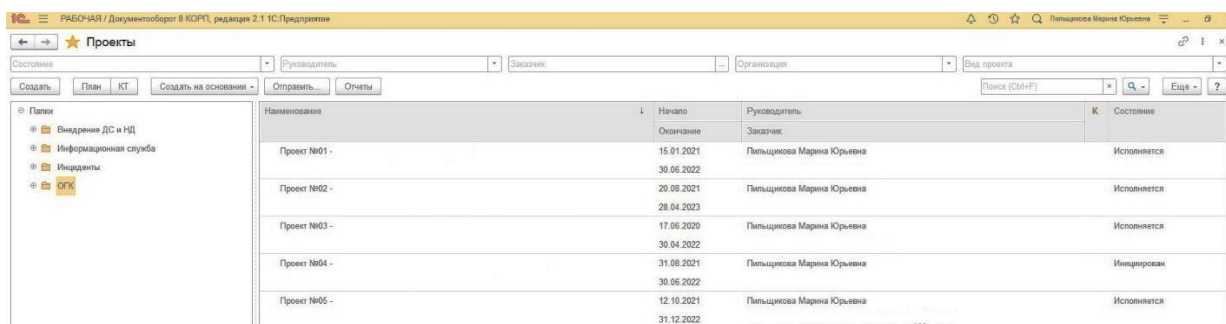 1С РАБОЧАЯ / Документооборот 8 КОРП, редакция 2.1 1С:Предприятие Пильщикова Марина Юрьевна
Проекты
Состояние Руководитель Заказчик Организация Вид проекта
Создать План КТ Создать на основании Отправить... Отчеты Поиск (Ctrl+F) Еще ?
Папки
Внедрение ДС и НД
Информационная служба
Инциденты
ОГК
Наименование Начало Руководитель К Состояние
Окончание Заказчик
Проект №01 - 15.01.2021 Пильщикова Марина Юрьевна Исполняется
30.06.2022
Проект №02 - 20.08.2021 Пильщикова Марина Юрьевна Исполняется
28.04.2023
Проект №03 - 17.06.2020 Пильщикова Марина Юрьевна Исполняется
30.04.2022
Проект №04 - 31.08.2021 Пильщикова Марина Юрьевна Инициирован
30.06.2022
Проект №05 - 12.10.2021 Пильщикова Марина Юрьевна Исполняется
31.12.2022